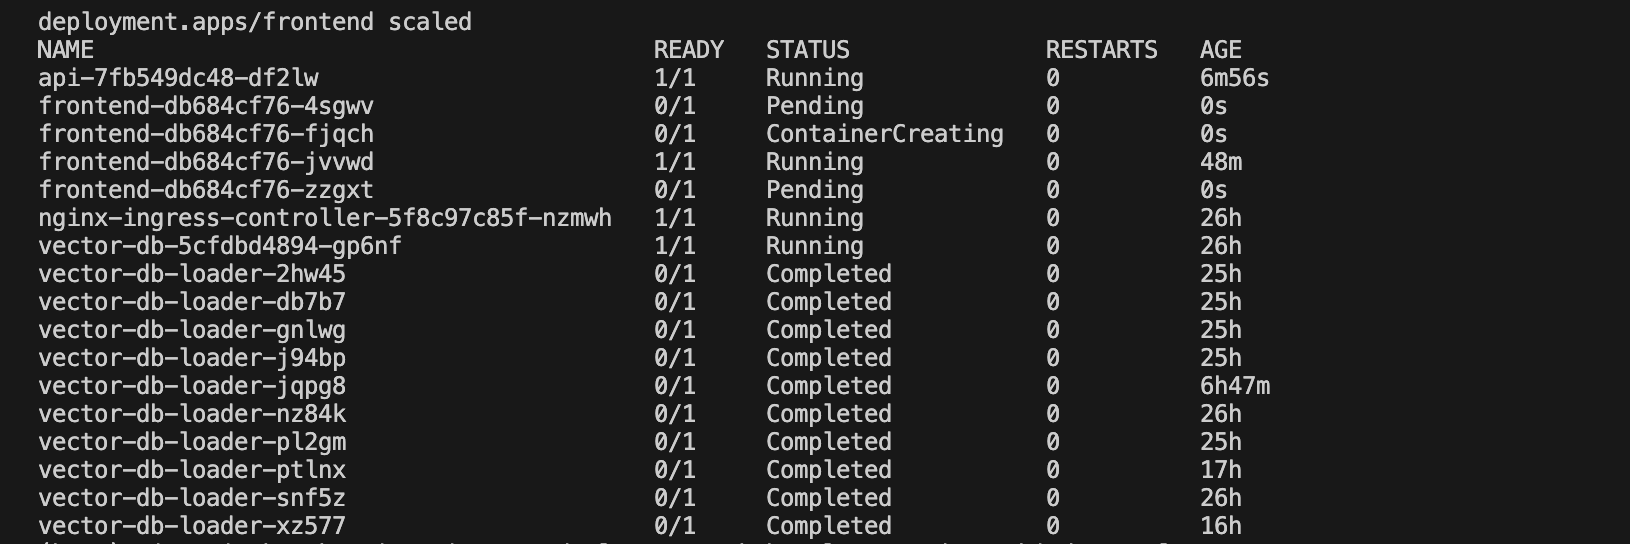 deployment.apps/frontend scaled
NAME READY STATUS RESTARTS AGE
api-7fb549dc48-df2lw 1/1 Running 0 6m56s
frontend-db684cf76-4sgwv 0/1 Pending 0 0s
frontend-db684cf76-fjqch 0/1 ContainerCreating 0 0s
frontend-db684cf76-jvvwd 1/1 Running 0 48m
frontend-db684cf76-zzgxt 0/1 Pending 0 0s
nginx-ingress-controller-5f8c97c85f-nzmwh 1/1 Running 0 26h
vector-db-5cfdbd4894-gp6nf 1/1 Running 0 26h
vector-db-loader-2hw45 0/1 Completed 0 25h
vector-db-loader-db7b7 0/1 Completed 0 25h
vector-db-loader-gnlwg 0/1 Completed 0 25h
vector-db-loader-j94bp 0/1 Completed 0 25h
vector-db-loader-jqpg8 0/1 Completed 0 6h47m
vector-db-loader-nz84k 0/1 Completed 0 26h
vector-db-loader-pl2gm 0/1 Completed 0 25h
vector-db-loader-ptlnx 0/1 Completed 0 17h
vector-db-loader-snf5z 0/1 Completed 0 26h
vector-db-loader-xz577 0/1 Completed 0 16h